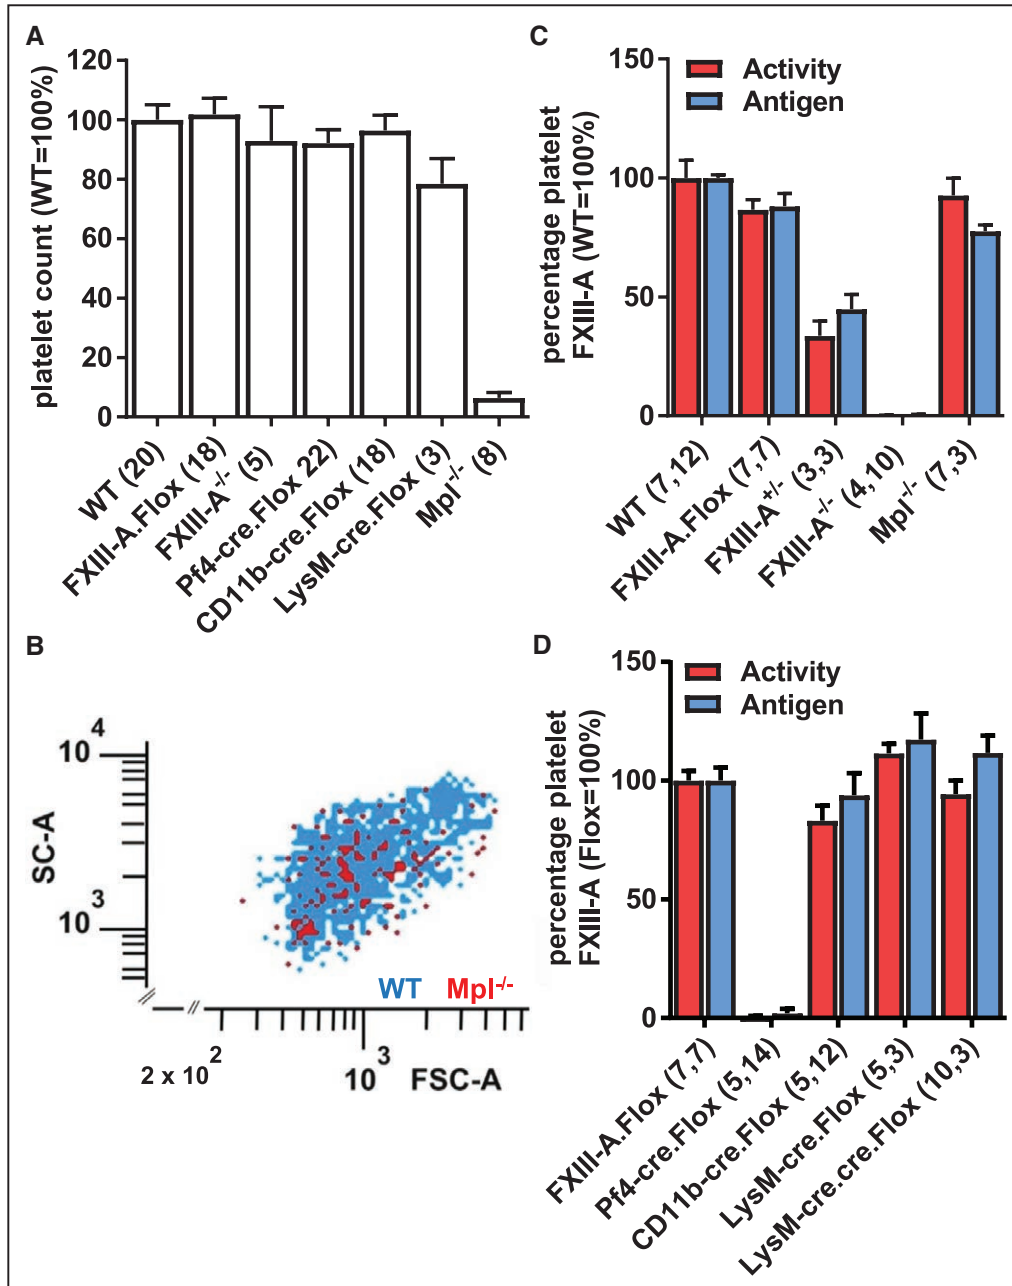 A
platelet count (WT=100%)
120
100
80
60
40
20
0
WT (20)
FXIII-A.Flox (18)
FXIII-A-/- (5)
Pf4-cre.Flox 22)
CD11b-cre.Flox (18)
LysM-cre.Flox (3)
Mpl-/- (8)
B
SC-A
10 4
10 3
WT Mpl-/-
2 x 10 2
10 3
FSC-A
C
percentage platelet
FXIII-A (WT=100%)
150
100
50
0
Activity
Antigen
WT (7,12)
FXIII-A.Flox (7,7)
FXIII-A+/- (3,3)
FXIII-A-/- (4,10)
Mpl-/- (7,3)
D
percentage platelet
FXIII-A (Flox=100%)
150
100
50
0
Activity
Antigen
FXIII-A.Flox (7,7)
Pf4-cre.Flox (5,14)
CD11b-cre.Flox (5,12)
LysM-cre.Flox (5,3)
LysM-cre.cre.Flox (10,3)